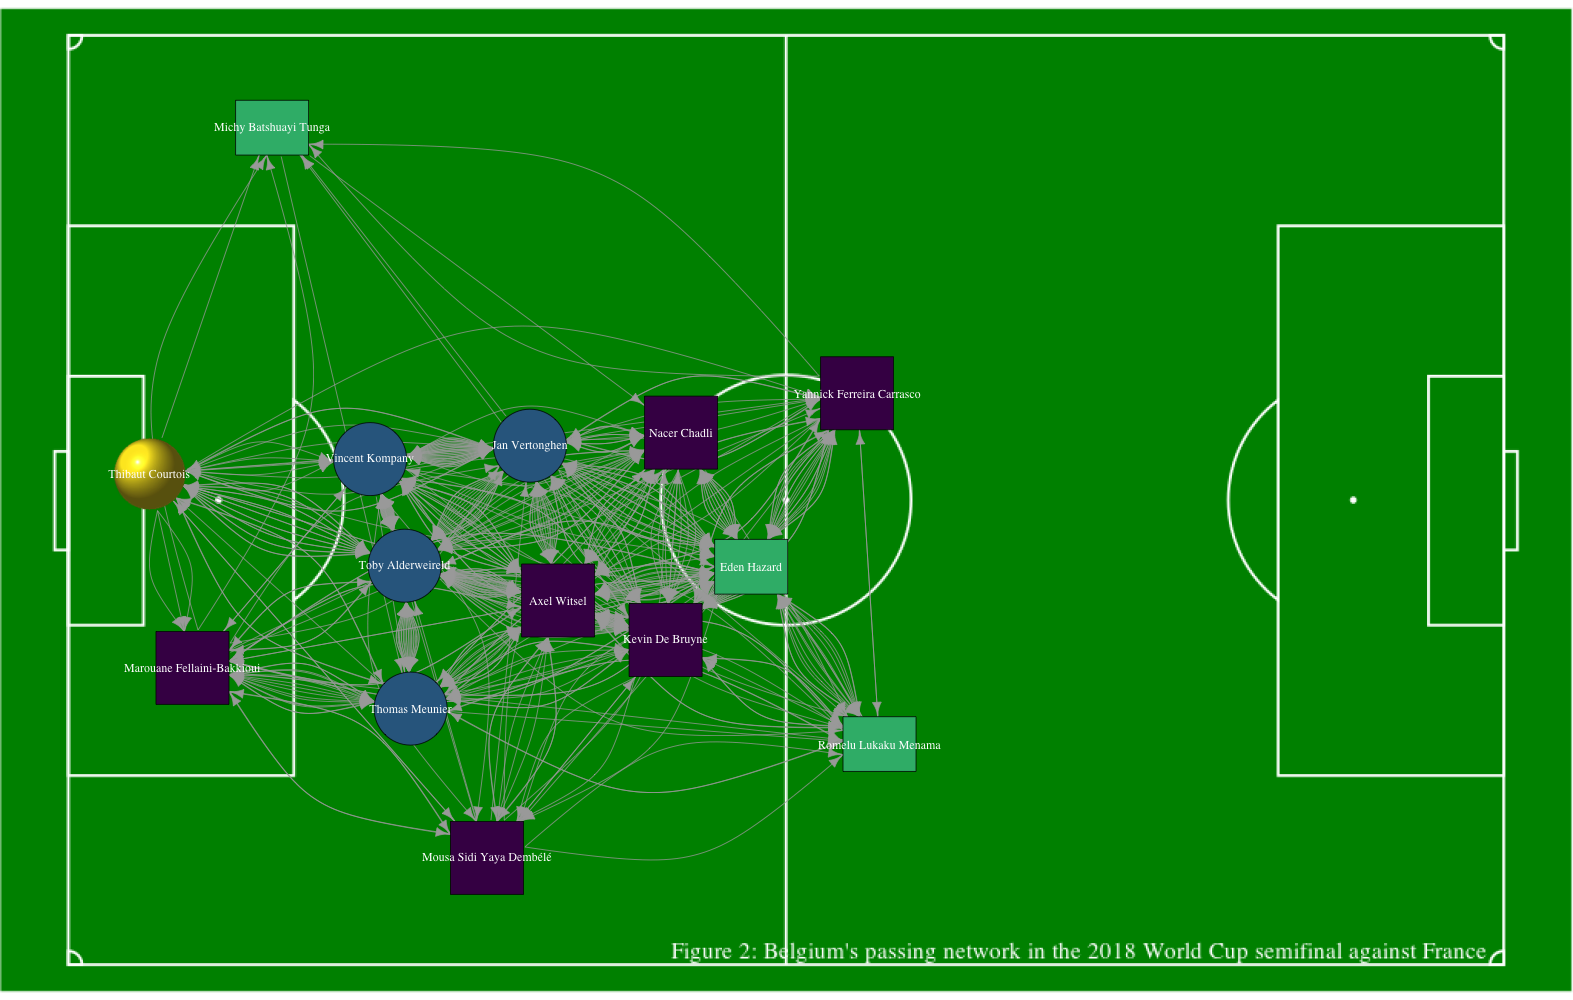 Michy Batshuayi Tunga
Yannick Ferreira Carrasco
Nacer Chadli
Jan Vertonghen
Vincent Kompany
Thibaut Courtois
Toby Alderweireld
Eden Hazard
Axel Witsel
Kevin De Bruyne
Marouane Fellaini-Bakkioui
Thomas Meunier
Romelu Lukaku Menama
Mousa Sidi Yaya Dembélé
Figure 2: Belgium's passing network in the 2018 World Cup semifinal against France